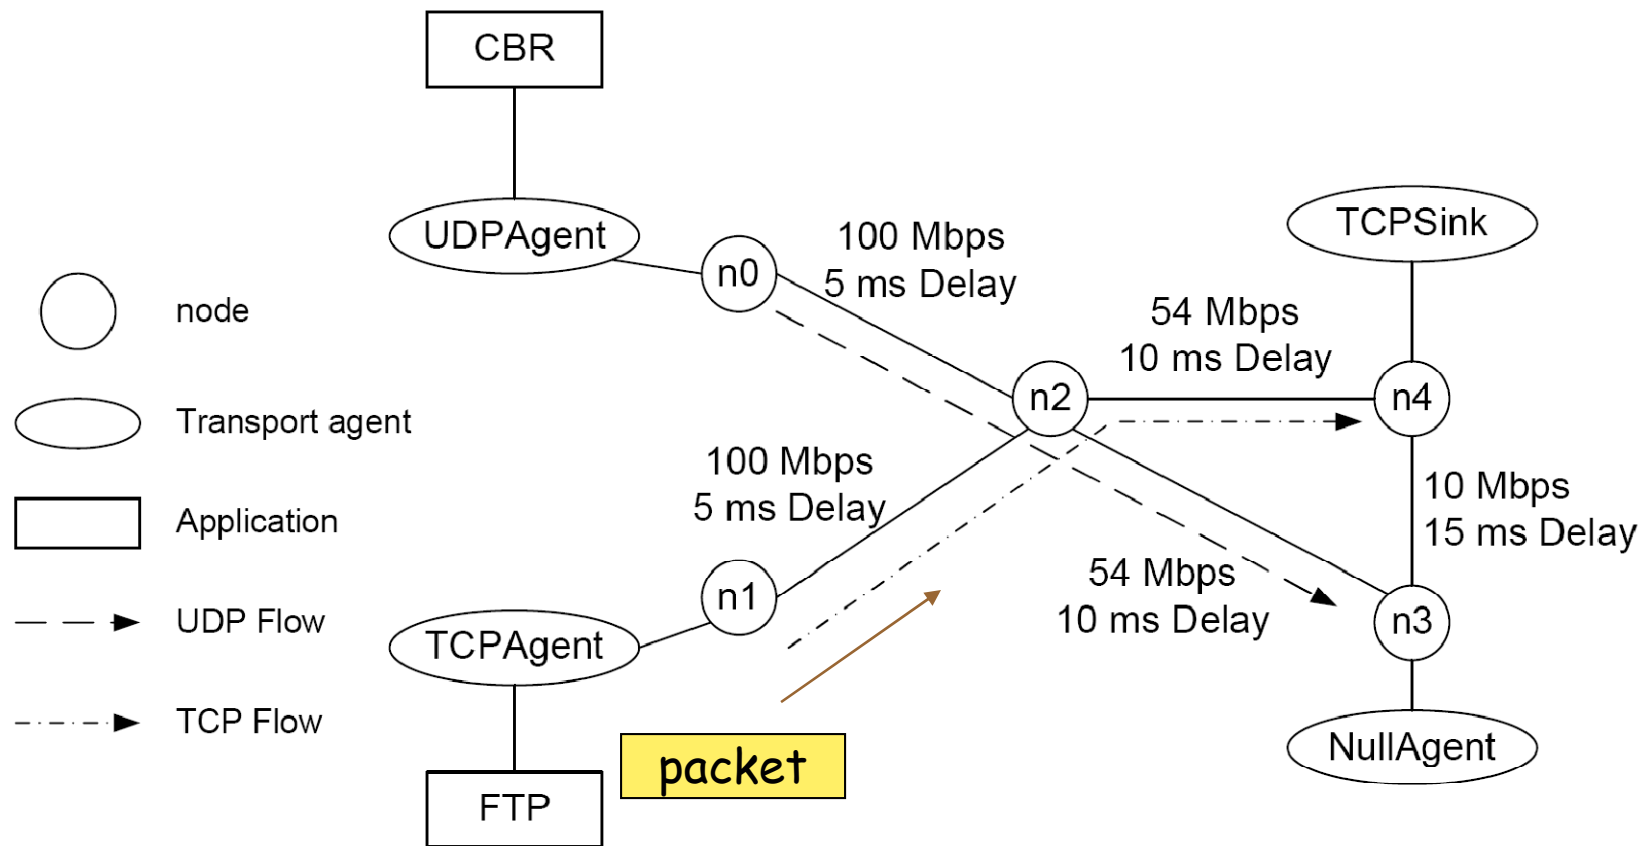 CBR
UDPAgent
n0
100 Mbps
5 ms Delay
TCPSink
node
54 Mbps
10 ms Delay
n2
n4
Transport agent
100 Mbps
5 ms Delay
10 Mbps
15 ms Delay
Application
54 Mbps
10 ms Delay
n1
n3
UDP Flow
TCPAgent
TCP Flow
NullAgent
packet
FTP